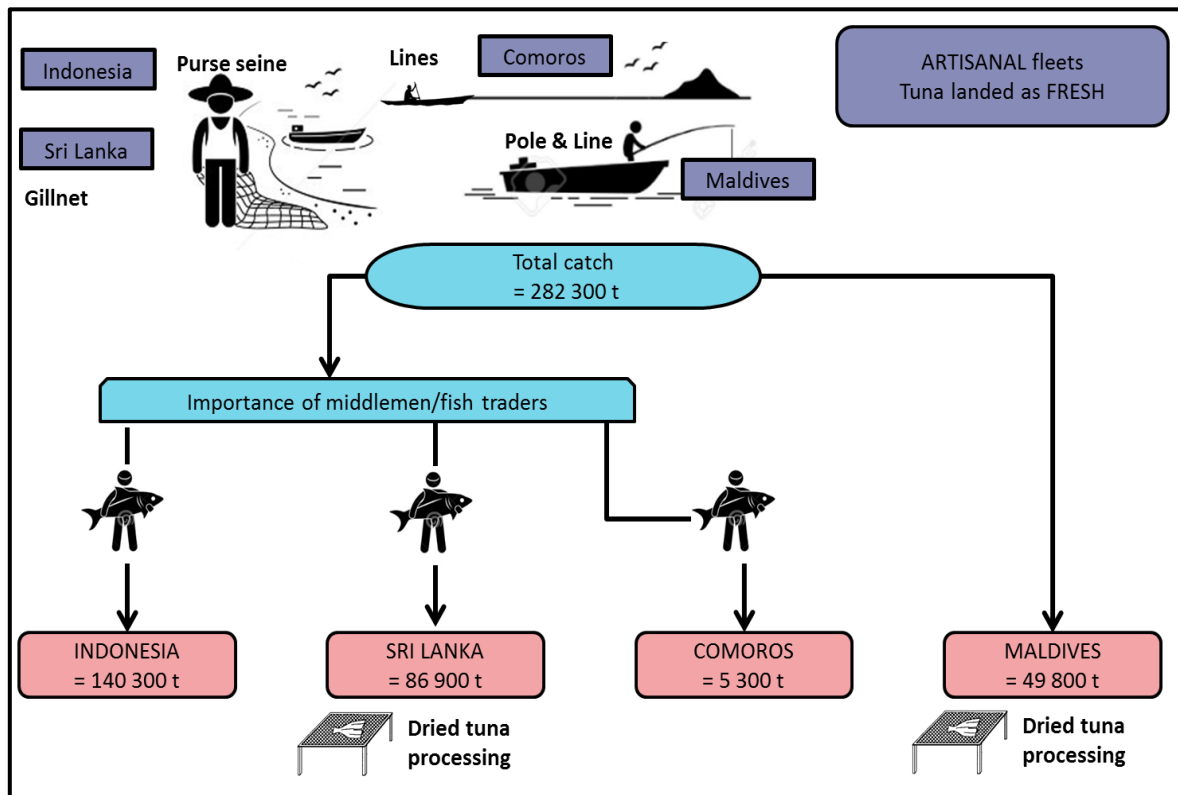 Indonesia
Purse seine
Lines
Comoros
ARTISANAL fleets
Tuna landed as FRESH
Sri Lanka
Gillnet
Pole & Line
Maldives
Total catch
= 282 300 t
Importance of middlemen/fish traders
INDONESIA
= 140 300 t
SRI LANKA
= 86 900 t
COMOROS
= 5 300 t
MALDIVES
= 49 800 t
Dried tuna
processing
Dried tuna
processing